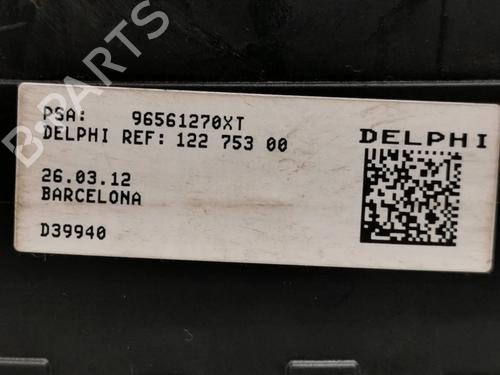 PSA: 96561270XT
DELPHI REF: 122 753 00
DELPHI
26.03.12
BARCELONA
D39940
B-PARTS